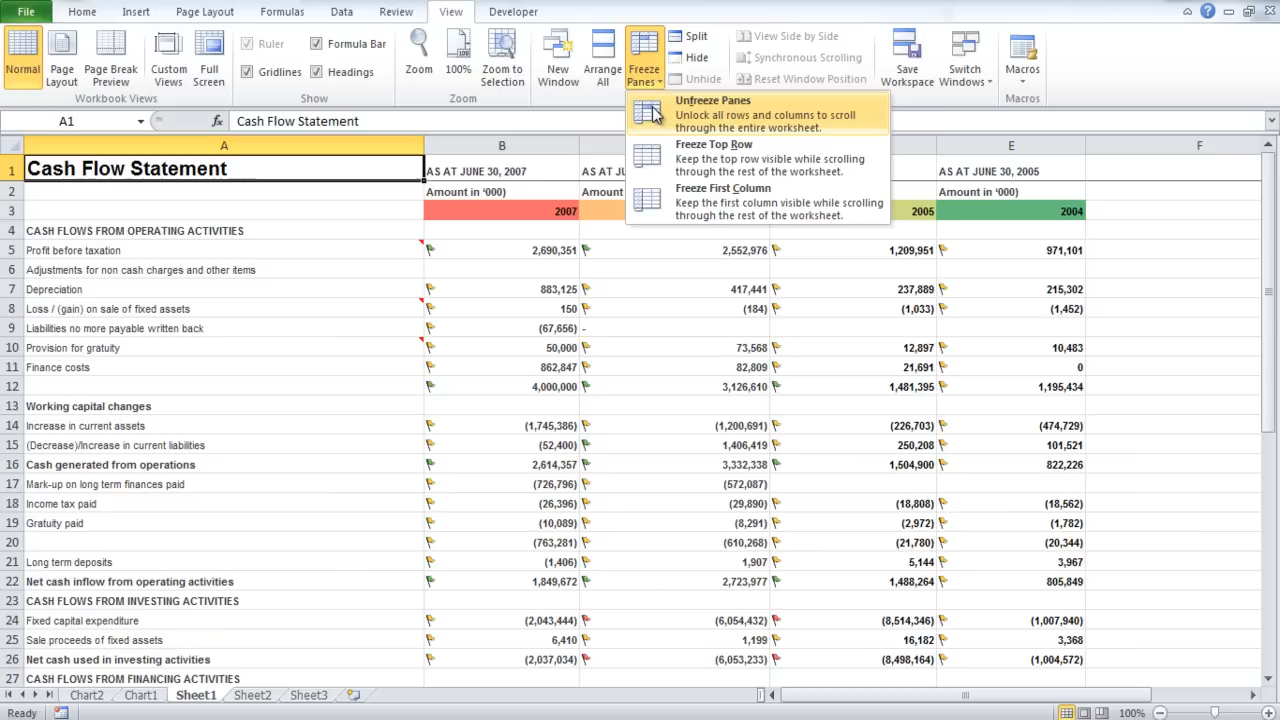 File Home Insert Page Layout Formulas Data Review View Developer
Normal Page Layout Page Break Preview Custom Views Full Screen
Workbook Views
Ruler Formula Bar
Gridlines Headings
Show
Zoom 100% Zoom to Selection
Zoom
New Window Arrange All Freeze Panes
Split
Hide
Unhide
View Side by Side
Synchronous Scrolling
Reset Window Position
Save Workspace Switch Windows
Macros
Macros
A1 fx Cash Flow Statement
Unfreeze Panes
Unlock all rows and columns to scroll
through the entire worksheet.
Freeze Top Row
Keep the top row visible while scrolling
through the rest of the worksheet.
Freeze First Column
Keep the first column visible while scrolling
through the rest of the worksheet.
A B E F
1 Cash Flow Statement AS AT JUNE 30, 2007 AS AT JU AS AT JUNE 30, 2005
2 Amount in ‘000) Amount Amount in ‘000)
3 2007 2005 2004
4 CASH FLOWS FROM OPERATING ACTIVITIES
5 Profit before taxation 2,690,351 2,552,976 1,209,951 971,101
6 Adjustments for non cash charges and other items
7 Depreciation 883,125 417,441 237,889 215,302
8 Loss / (gain) on sale of fixed assets 150 (184) (1,033) (1,452)
9 Liabilities no more payable written back (67,656) -
10 Provision for gratuity 50,000 73,568 12,897 10,483
11 Finance costs 862,847 82,809 21,691 0
12 4,000,000 3,126,610 1,481,395 1,195,434
13 Working capital changes
14 Increase in current assets (1,745,386) (1,200,691) (226,703) (474,729)
15 (Decrease)/Increase in current liabilities (52,400) 1,406,419 250,208 101,521
16 Cash generated from operations 2,614,357 3,332,338 1,504,900 822,226
17 Mark-up on long term finances paid (726,796) (572,087)
18 Income tax paid (26,396) (29,890) (18,808) (18,562)
19 Gratuity paid (10,089) (8,291) (2,972) (1,782)
20 (763,281) (610,268) (21,780) (20,344)
21 Long term deposits (1,406) 1,907 5,144 3,967
22 Net cash inflow from operating activities 1,849,672 2,723,977 1,488,264 805,849
23 CASH FLOWS FROM INVESTING ACTIVITIES
24 Fixed capital expenditure (2,043,444) (6,054,432) (8,514,346) (1,007,940)
25 Sale proceeds of fixed assets 6,410 1,199 16,182 3,368
26 Net cash used in investing activities (2,037,034) (6,053,233) (8,498,164) (1,004,572)
27 CASH FLOWS FROM FINANCING ACTIVITIES
Chart2 Chart1 Sheet1 Sheet2 Sheet3
Ready 100%